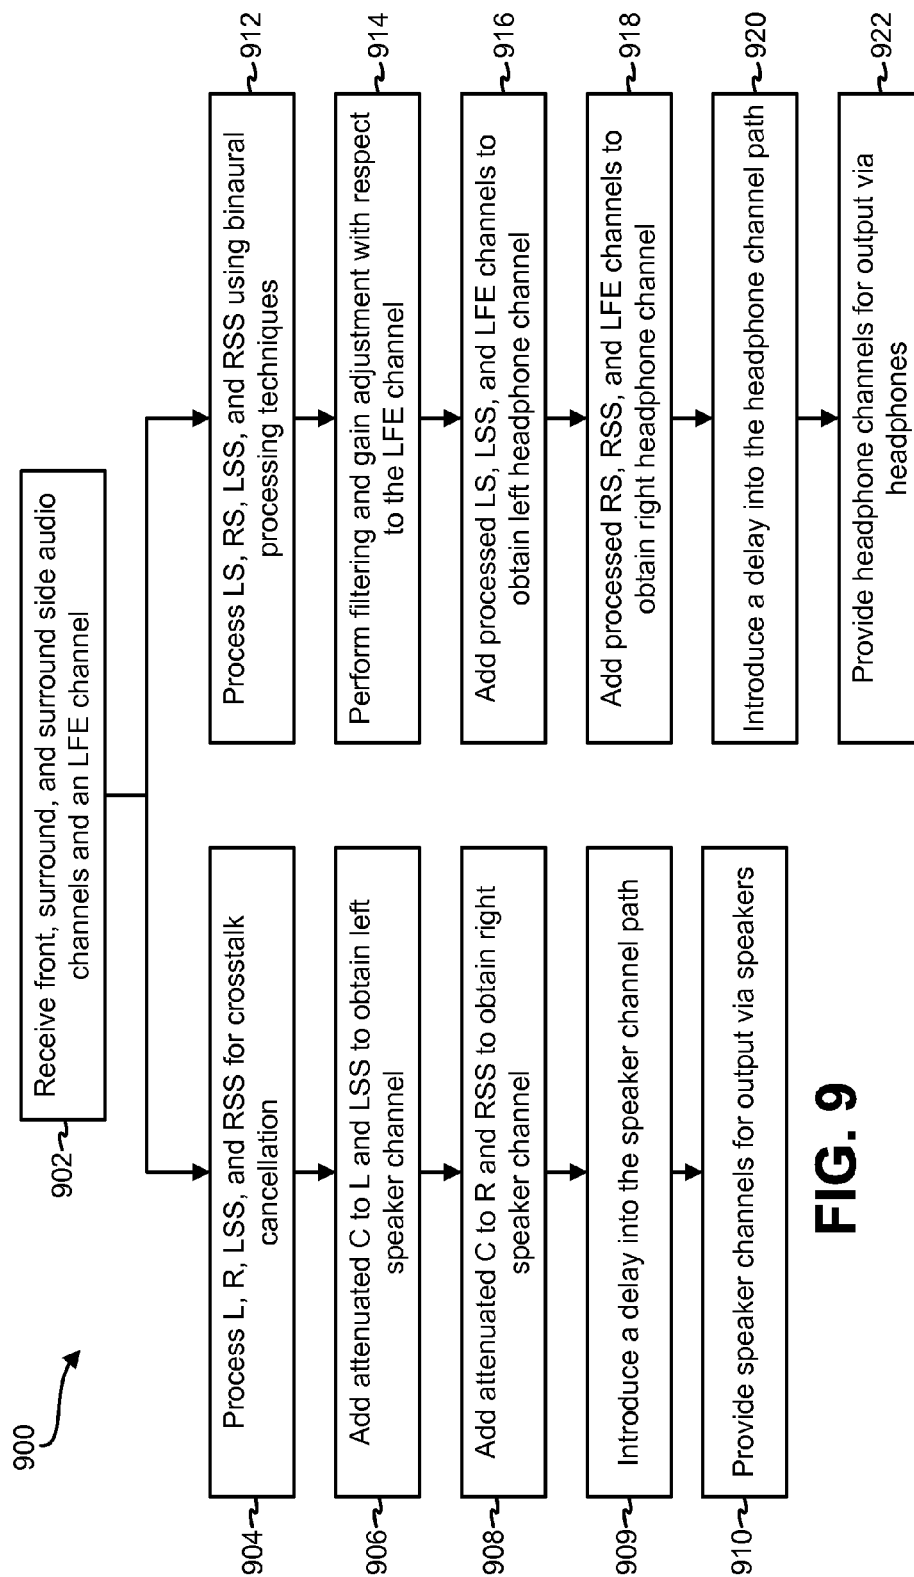 900
902
Receive front, surround, and surround side audio
channels and an LFE channel
904
Process L, R, LSS, and RSS for crosstalk
cancellation
906
Add attenuated C to L and LSS to obtain left
speaker channel
908
Add attenuated C to R and RSS to obtain right
speaker channel
909
Introduce a delay into the speaker channel path
910
Provide speaker channels for output via speakers
Process LS, RS, LSS, and RSS using binaural
processing techniques
912
Perform filtering and gain adjustment with respect
to the LFE channel
914
Add processed LS, LSS, and LFE channels to
obtain left headphone channel
916
Add processed RS, RSS, and LFE channels to
obtain right headphone channel
918
Introduce a delay into the headphone channel path
920
Provide headphone channels for output via
headphones
922
FIG. 9